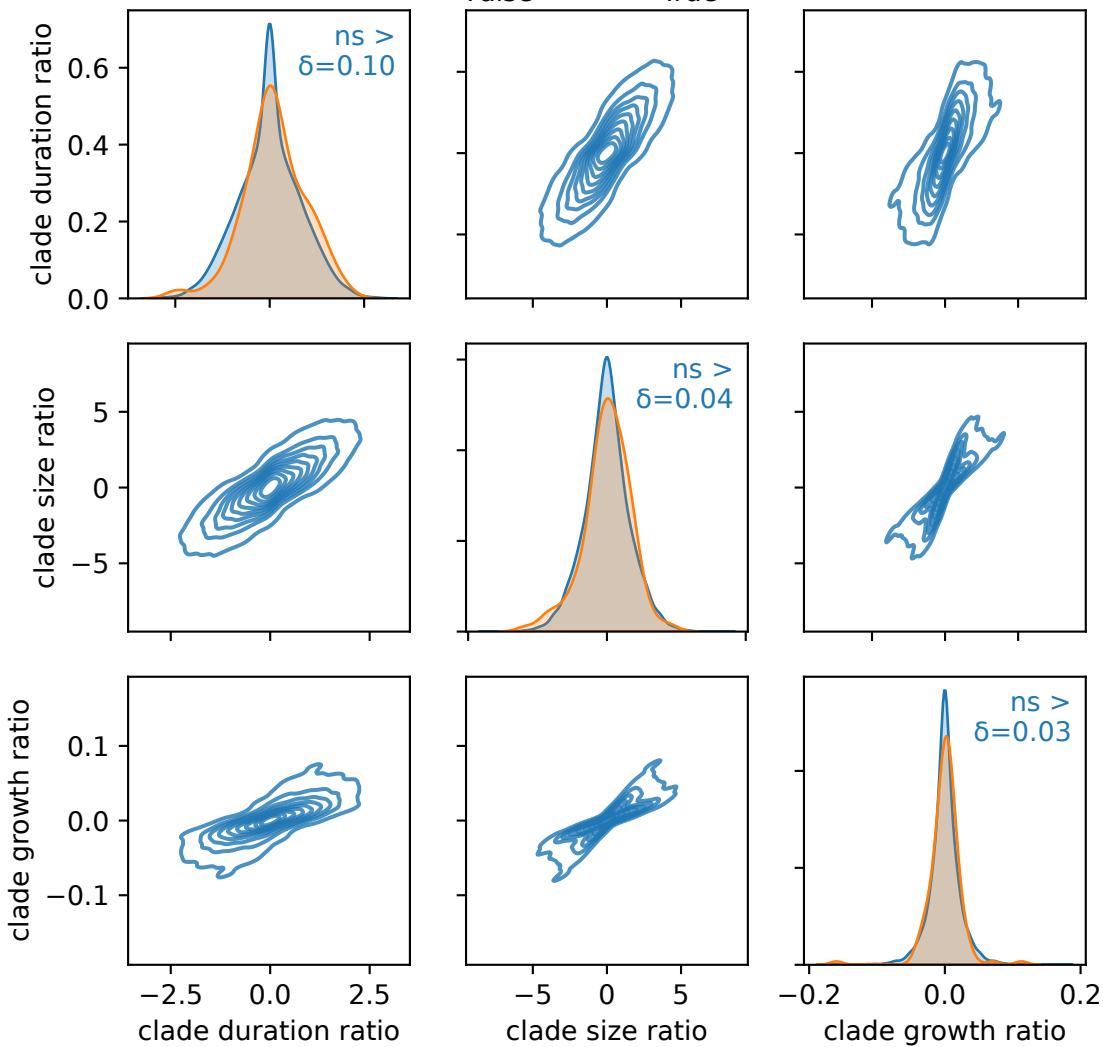 ns >
δ=0.10
clade duration ratio
0.6
0.4
0.2
0.0
ns >
δ=0.04
clade size ratio
5
0
−5
ns >
δ=0.03
clade growth ratio
0.1
0.0
−0.1
−2.5 0.0 2.5
−5 0 5
−0.2 0.0 0.2
clade duration ratio
clade size ratio
clade growth ratio